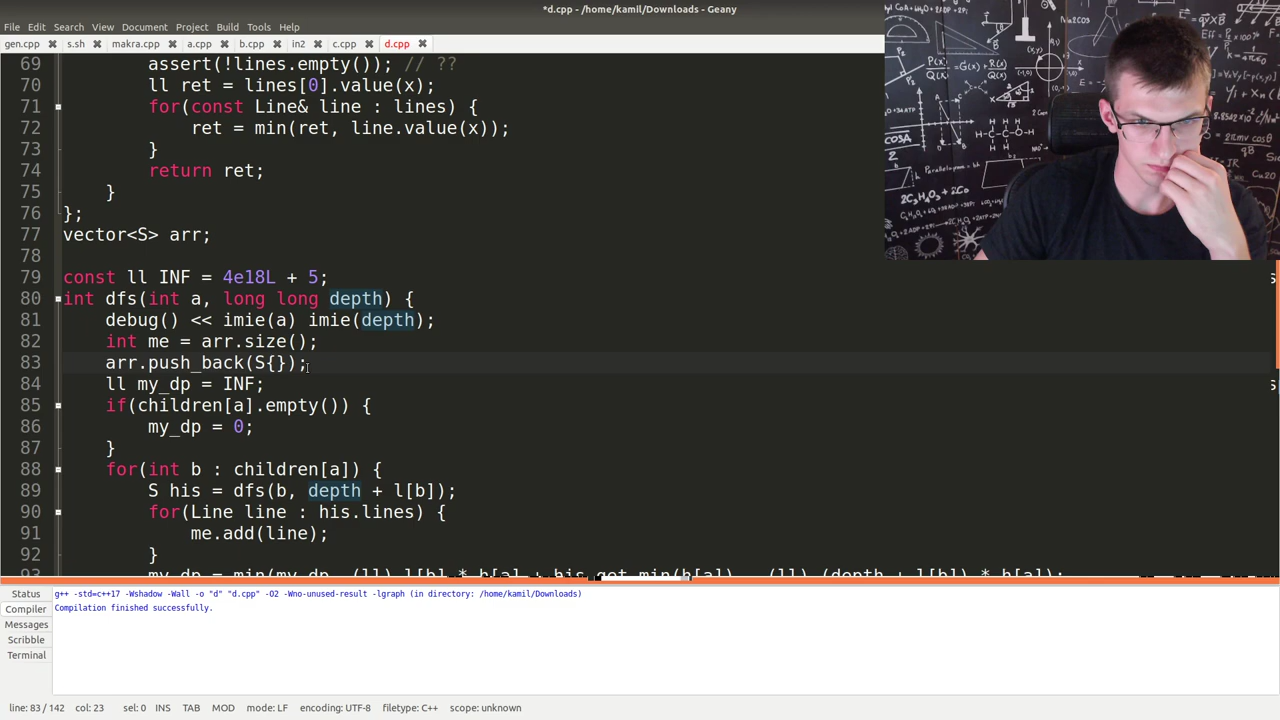 *d.cpp - /home/kamil/Downloads - Geany
File Edit Search View Document Project Build Tools Help
gen.cpp s.sh makra.cpp a.cpp b.cpp in2 c.cpp d.cpp
69 assert(!lines.empty()); // ??
70 ll ret = lines[0].value(x);
71 for(const Line& line : lines) {
72 ret = min(ret, line.value(x));
73 }
74 return ret;
75 }
76 };
77 vector<S> arr;
78
79 const ll INF = 4e18L + 5;
80 int dfs(int a, long long depth) {
81 debug() << imie(a) imie(depth);
82 int me = arr.size();
83 arr.push_back(S{});
84 ll my_dp = INF;
85 if(children[a].empty()) {
86 my_dp = 0;
87 }
88 for(int b : children[a]) {
89 S his = dfs(b, depth + l[b]);
90 for(Line line : his.lines) {
91 me.add(line);
92 }
Status
Compiler
Messages
Scribble
Terminal
g++ -std=c++17 -Wshadow -Wall -o "d" "d.cpp" -O2 -Wno-unused-result -lgraph (in directory: /home/kamil/Downloads)
Compilation finished successfully.
line: 83 / 142 col: 23 sel: 0 INS TAB MOD mode: LF encoding: UTF-8 filetype: C++ scope: unknown